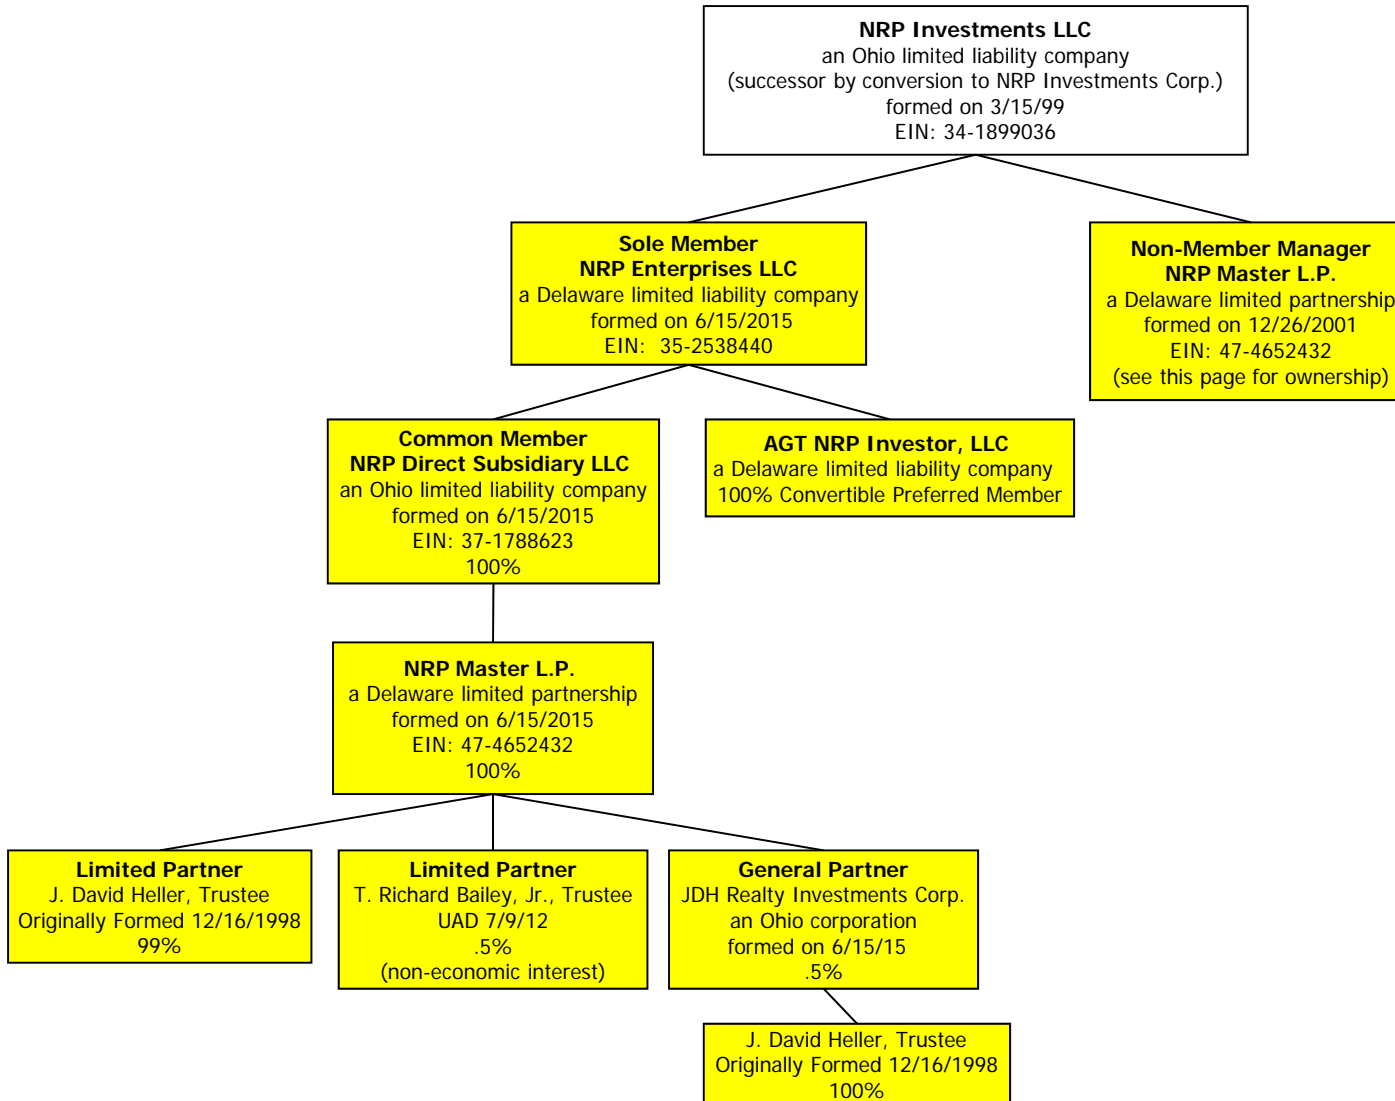 NRP Investments LLC
an Ohio limited liability company
(successor by conversion to NRP Investments Corp.)
formed on 3/15/99
EIN: 34-1899036
Sole Member
NRP Enterprises LLC
a Delaware limited liability company
formed on 6/15/2015
EIN:  35-2538440
Non-Member Manager
NRP Master L.P.
a Delaware limited partnership
formed on 12/26/2001
EIN: 47-4652432
(see this page for ownership)
Common Member
NRP Direct Subsidiary LLC
an Ohio limited liability company
formed on 6/15/2015
EIN: 37-1788623
100%
AGT NRP Investor, LLC
a Delaware limited liability company
100% Convertible Preferred Member
NRP Master L.P.
a Delaware limited partnership
formed on 6/15/2015
EIN: 47-4652432
100%
Limited Partner
J. David Heller, Trustee
Originally Formed 12/16/1998
99%
Limited Partner
T. Richard Bailey, Jr., Trustee
UAD 7/9/12
.5%
(non-economic interest)
General Partner
JDH Realty Investments Corp.
an Ohio corporation
formed on 6/15/15
.5%
J. David Heller, Trustee
Originally Formed 12/16/1998
100%